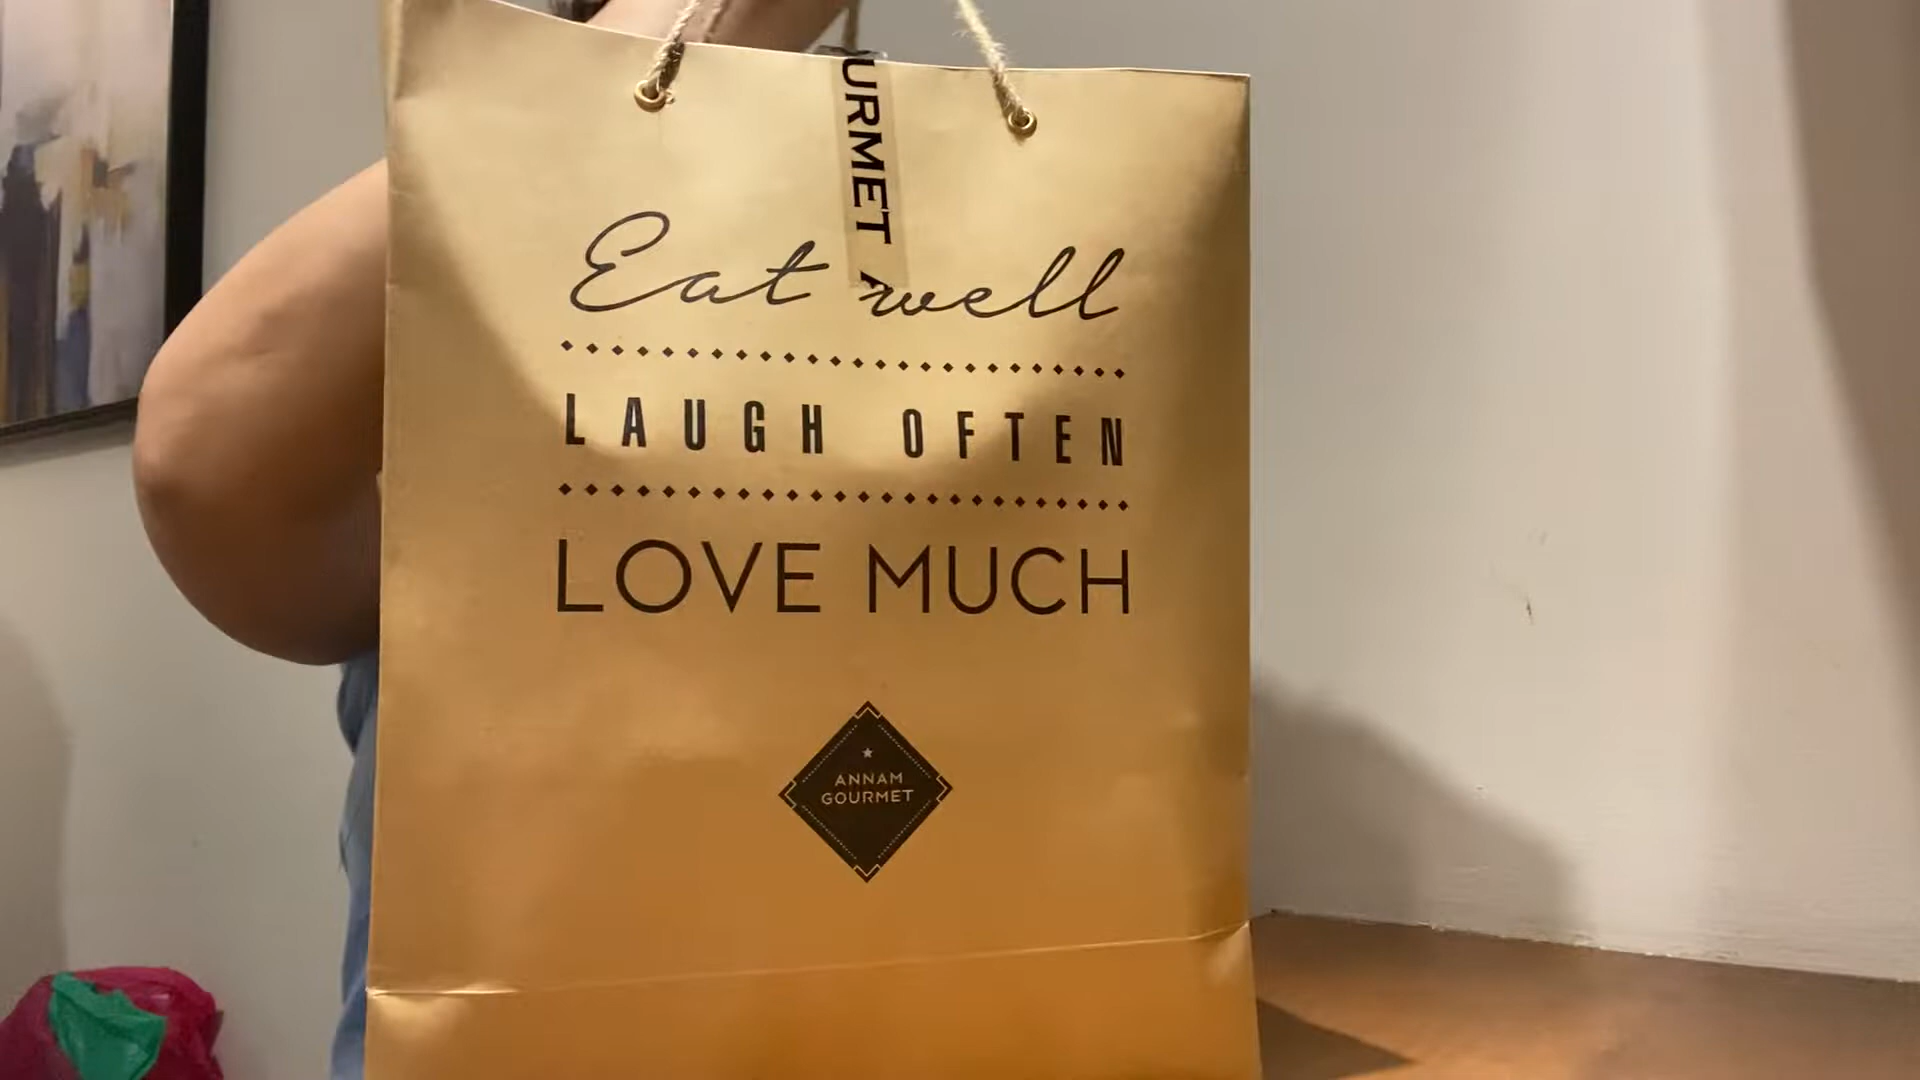 URMET
Eat well
LAUGH OFTEN
LOVE MUCH
ANNAM
GOURMET